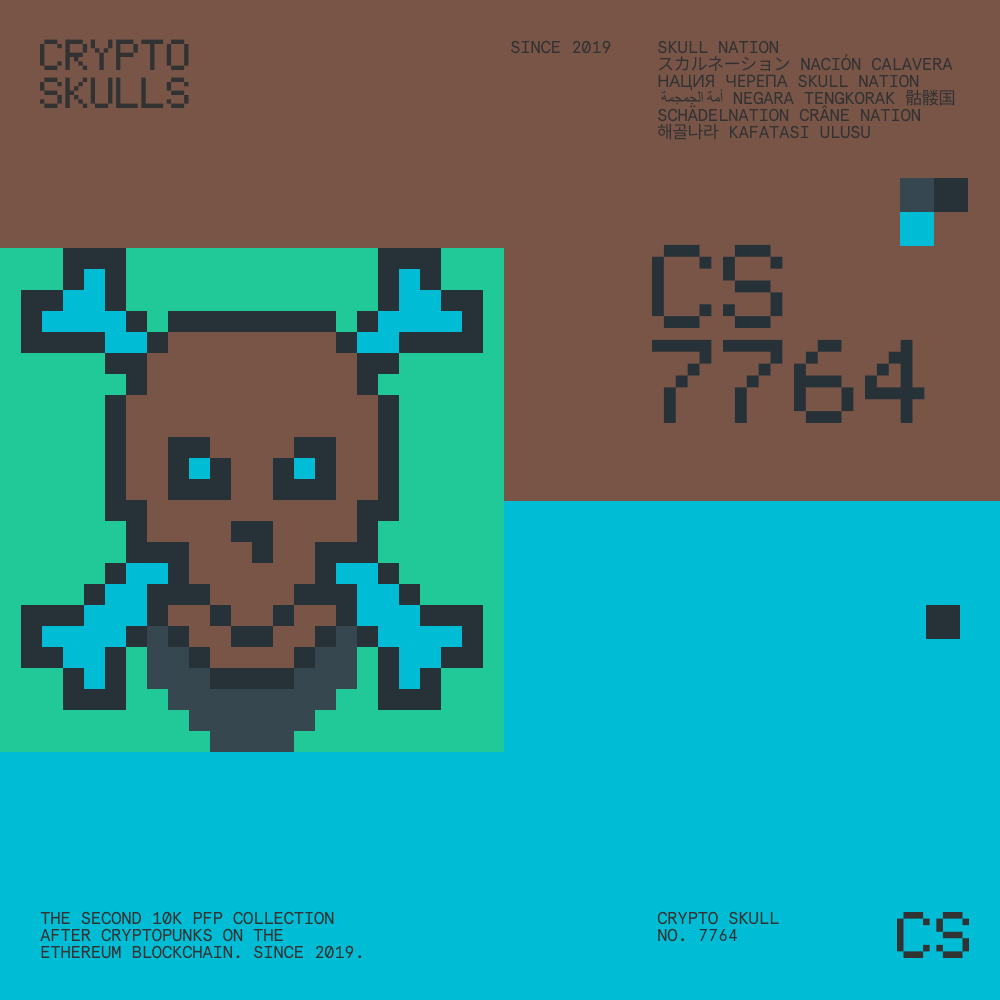 CRYPTO
SKULLS
SINCE 2019
SKULL NATION
スカルネーション NACIÓN CALAVERA
НАЦИЯ ЧЕРЕПА SKULL NATION
أمة الجمجمة NEGARA TENGKORAK 骷髅国
SCHÄDELNATION CRÂNE NATION
해골나라 KAFATASI ULUSU
CS
7764
THE SECOND 10K PFP COLLECTION
AFTER CRYPTOPUNKS ON THE
ETHEREUM BLOCKCHAIN. SINCE 2019.
CRYPTO SKULL
NO. 7764
CS